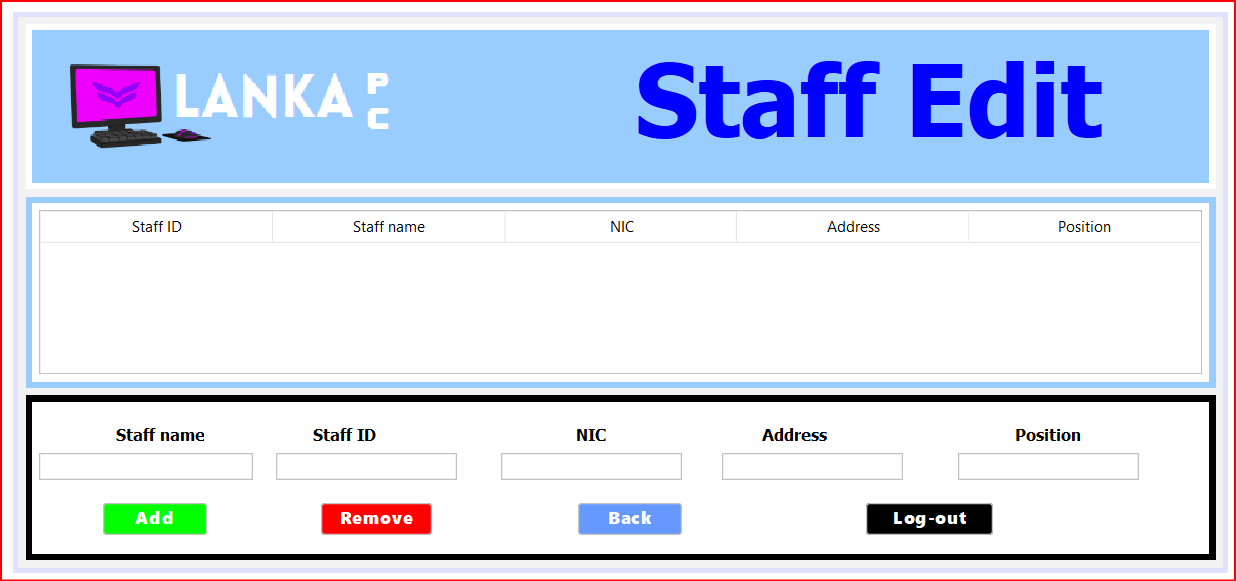 LANKA PC
Staff Edit
Staff ID Staff name NIC Address Position
Staff name Staff ID NIC Address Position
Add Remove Back Log-out